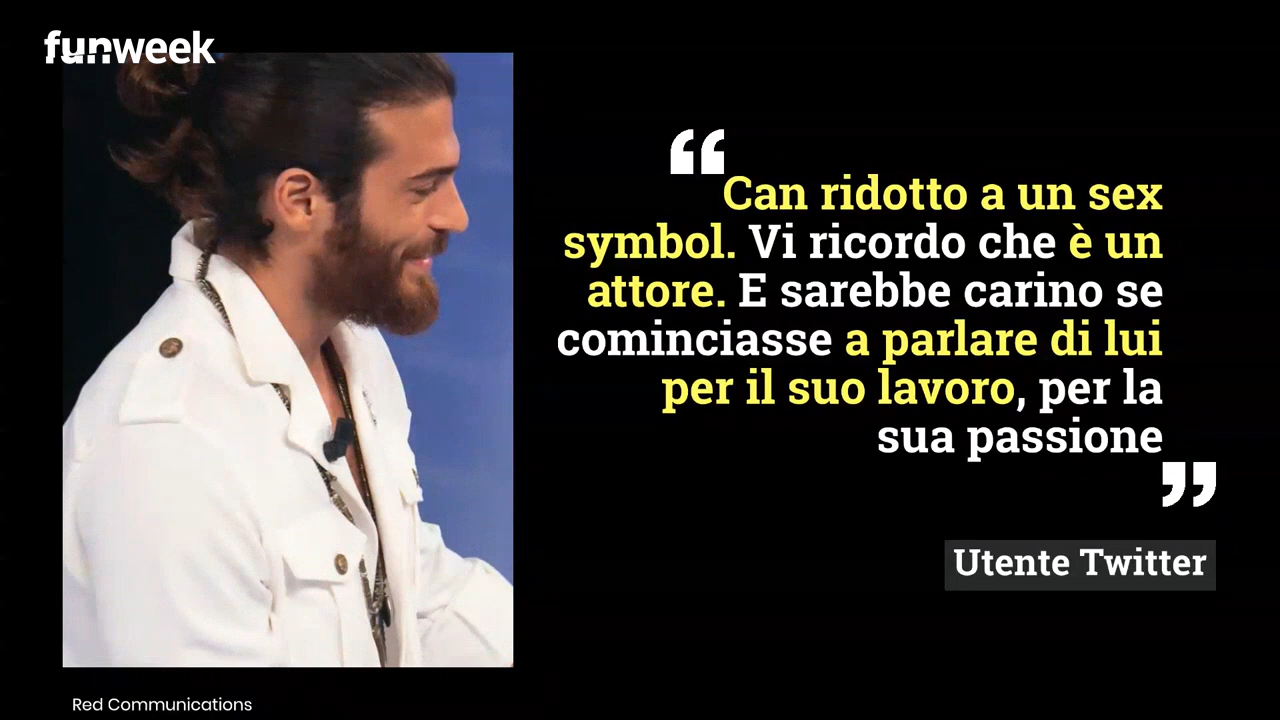 funweek
“Can ridotto a un sex
symbol. Vi ricordo che è un
attore. E sarebbe carino se
cominciasse a parlare di lui
per il suo lavoro, per la
sua passione”
Utente Twitter
Red Communications